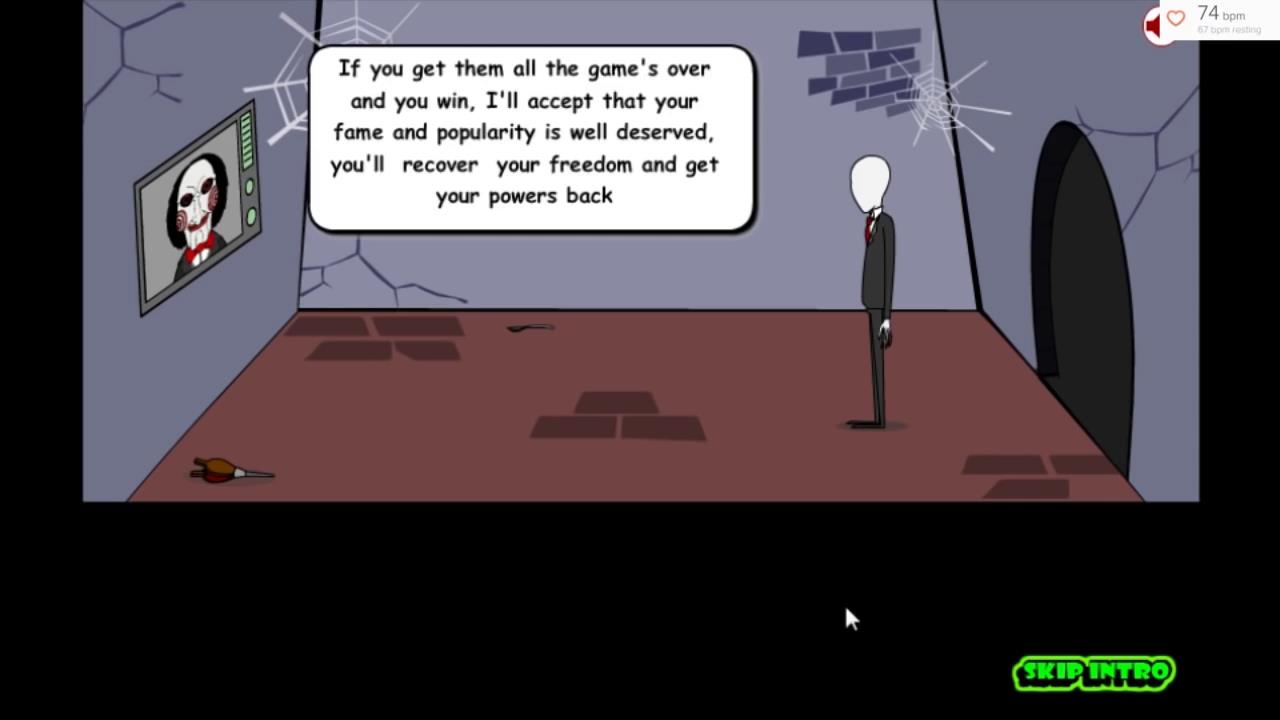 74 bpm
67 bpm resting
If you get them all the game's over
and you win, I'll accept that your
fame and popularity is well deserved,
you'll recover your freedom and get
your powers back
SKIP INTRO